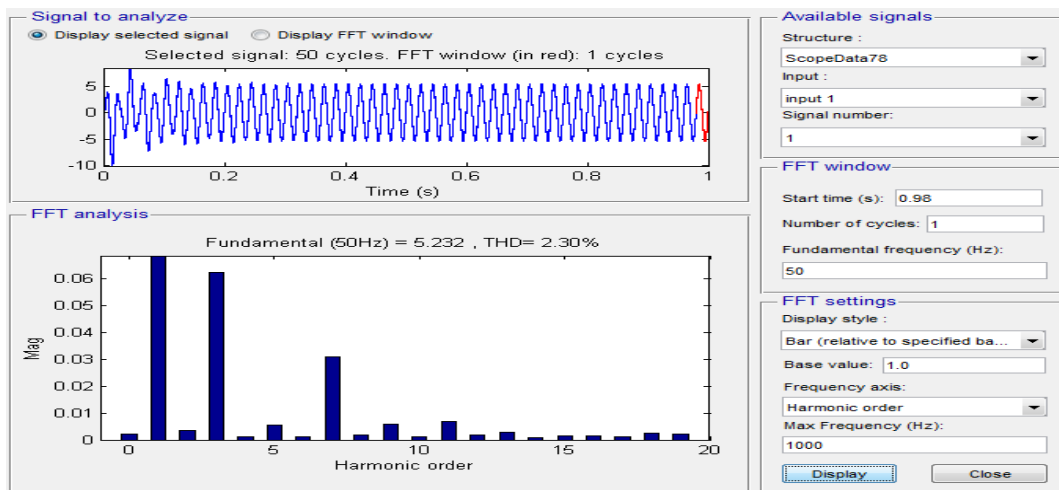 Signal to analyze
Display selected signal
Display FFT window
Selected signal: 50 cycles. FFT window (in red): 1 cycles
5
0
-5
-10
0
0.2
0.4
0.6
0.8
1
Time (s)
FFT analysis
Fundamental (50Hz) = 5.232 , THD= 2.30%
0.06
0.05
0.04
0.03
0.02
0.01
0
Mag
0
5
10
15
20
Harmonic order
Available signals
Structure :
ScopeData78
Input :
input 1
Signal number:
1
FFT window
Start time (s): 0.98
Number of cycles: 1
Fundamental frequency (Hz):
50
FFT settings
Display style :
Bar (relative to specified ba...
Base value: 1.0
Frequency axis:
Harmonic order
Max Frequency (Hz):
1000
Display
Close